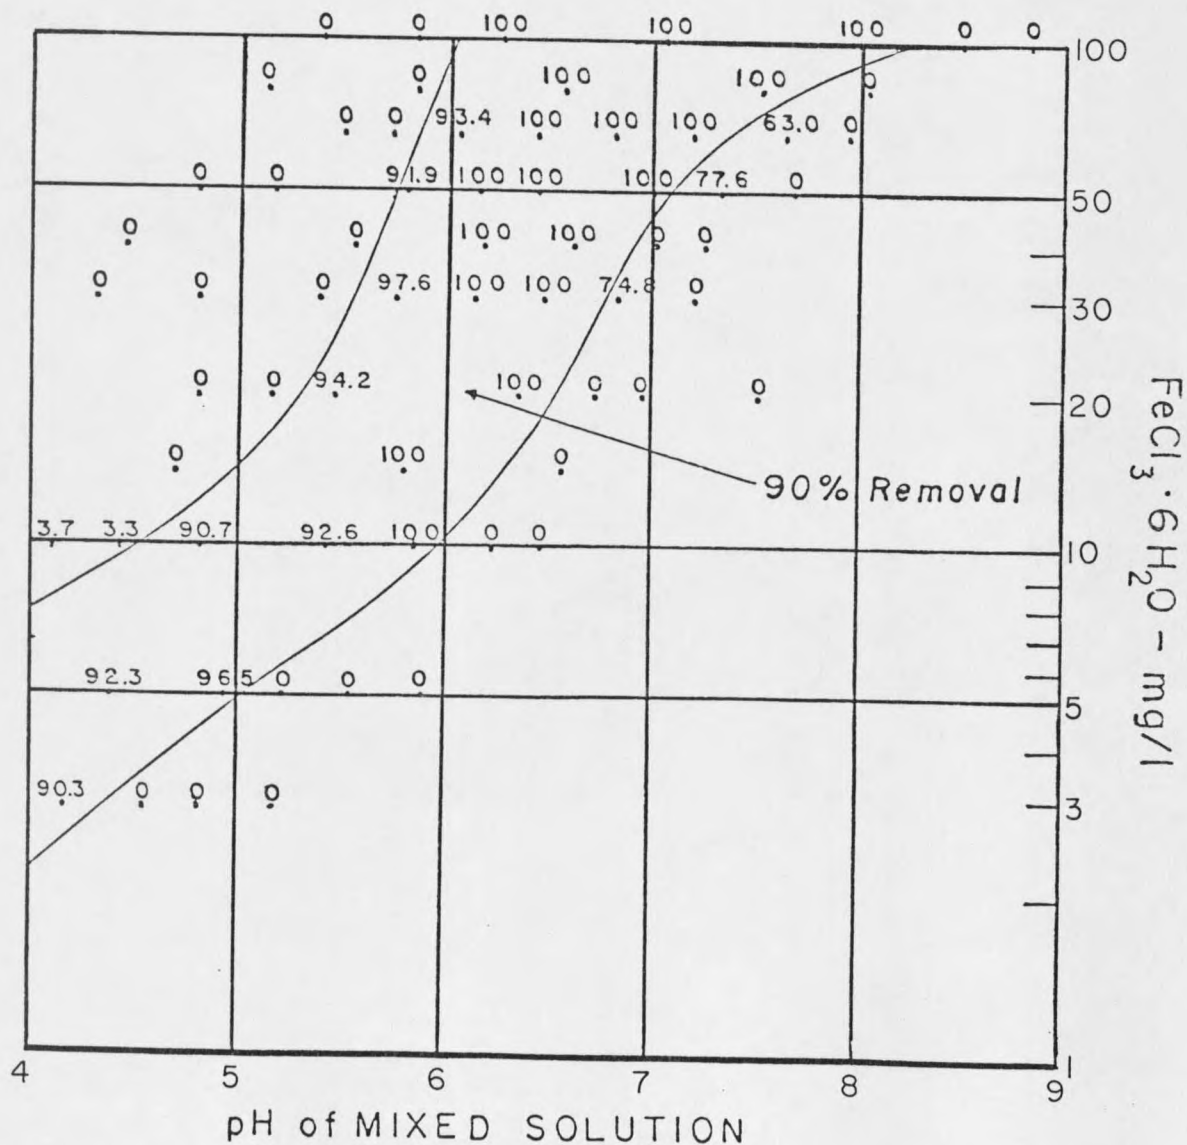 0 0 100 100 100 0 0
100
0 0 100 100 0
0 0 93.4 100 100 100 63.0 0
0 0 91.9 100 100 100 77.6 0
50
0 0 100 100 0 0
0 0 0 97.6 100 100 74.8 0
30
0 0 94.2 100 0 0 0
20
0 100 0
90% Removal
3.7 3.3 90.7 92.6 100 0 0
10
92.3 96.5 0 0 0
5
90.3 0 0 0
3
1
4 5 6 7 8 9
pH of MIXED SOLUTION
FeCl3·6H2O - mg/l